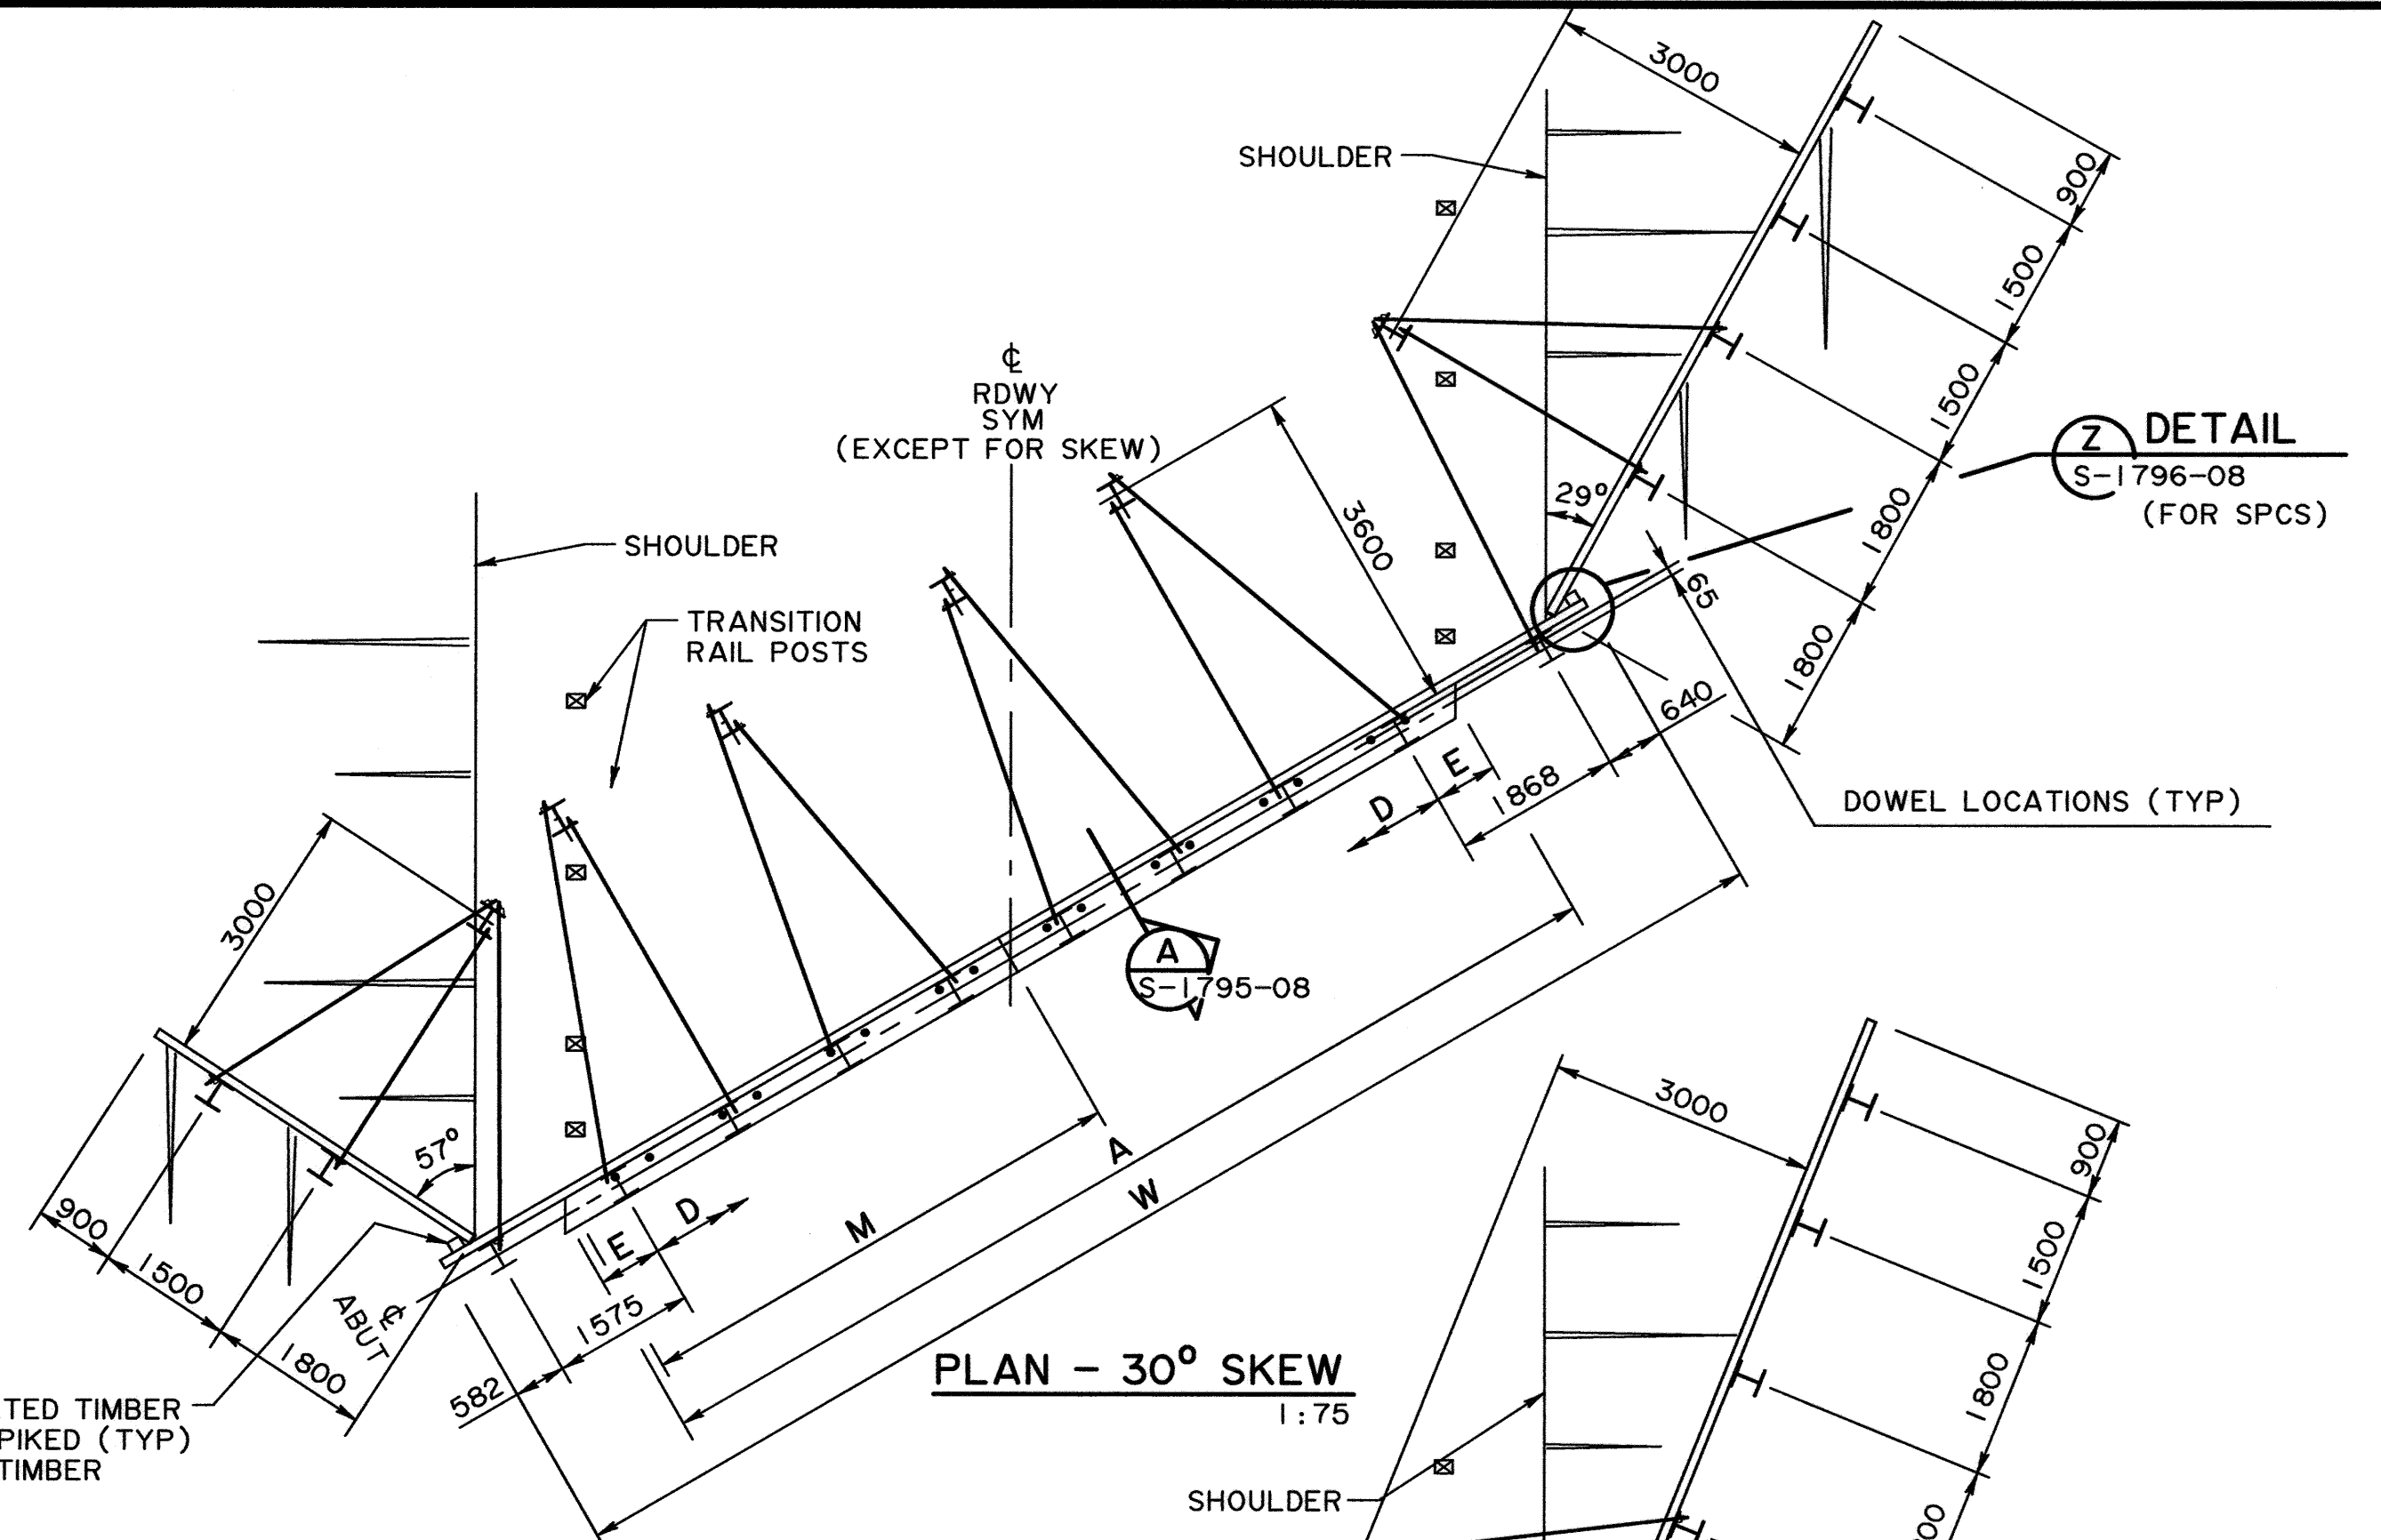 3000
SHOULDER
900
1500
1500
1800
1800
℄
RDWY
SYM
(EXCEPT FOR SKEW)
Z DETAIL
S-1796-08
(FOR SPCS)
29°
3600
65
640
1868
E
D
DOWEL LOCATIONS (TYP)
SHOULDER
TRANSITION
RAIL POSTS
3000
57°
900
1500
1800
℄
ABUT
A
S-1795-08
E
D
1575
582
M
A
W
PLAN - 30° SKEW
1:75
TED TIMBER
PIKED (TYP)
TIMBER
3000
900
1500
1800
SHOULDER